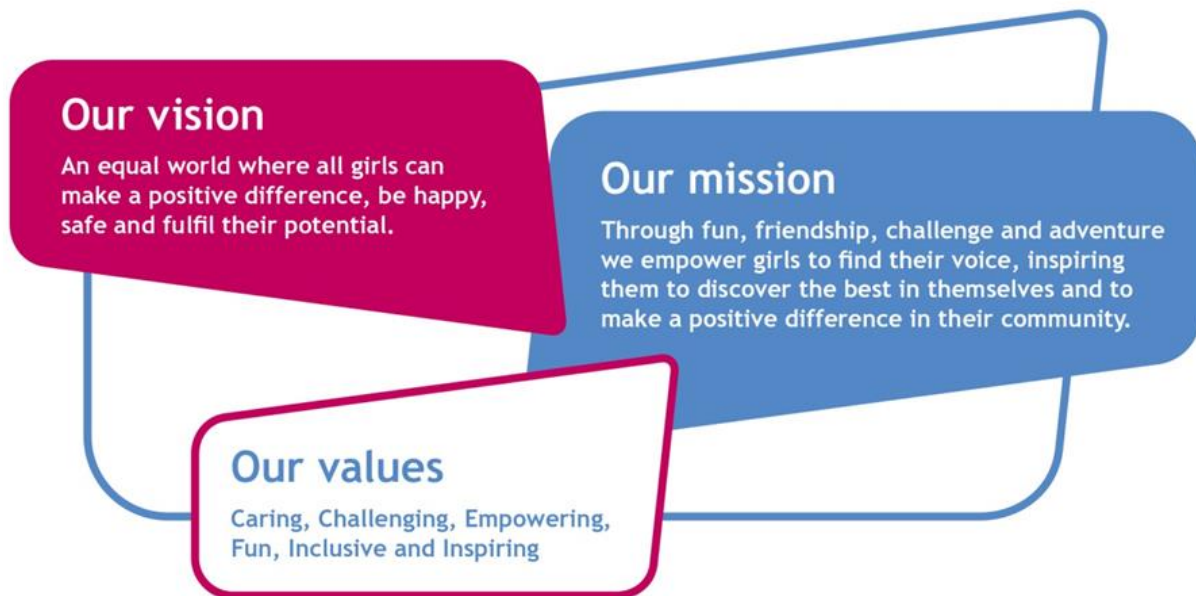 Our vision
An equal world where all girls can
make a positive difference, be happy,
safe and fulfil their potential.
Our mission
Through fun, friendship, challenge and adventure
we empower girls to find their voice, inspiring
them to discover the best in themselves and to
make a positive difference in their community.
Our values
Caring, Challenging, Empowering,
Fun, Inclusive and Inspiring